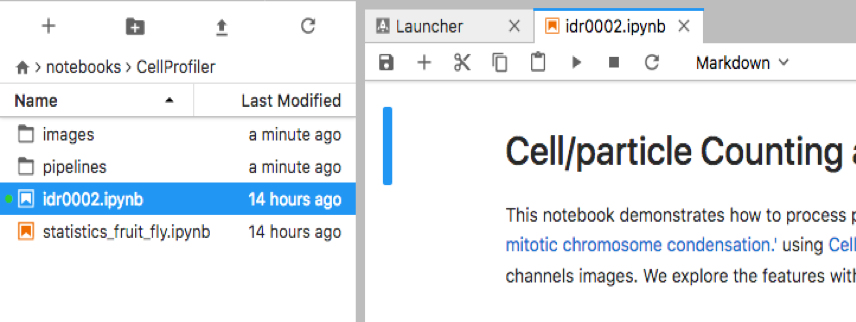 Launcher
idr0002.ipynb
Markdown
notebooks > CellProfiler
Name Last Modified
images a minute ago
pipelines a minute ago
idr0002.ipynb 14 hours ago
statistics_fruit_fly.ipynb 14 hours ago
Cell/particle Counting
This notebook demonstrates how to process
mitotic chromosome condensation.' using Cell
channels images. We explore the features with